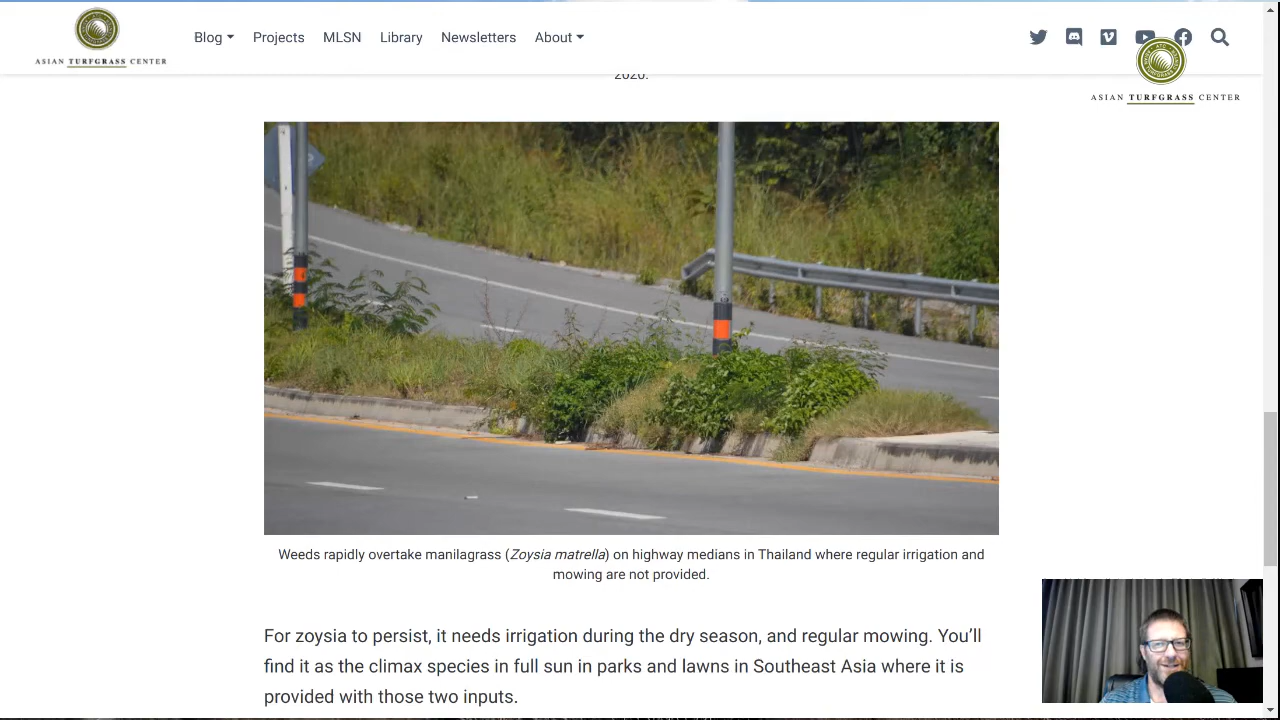 Blog Projects MLSN Library Newsletters About
ASIAN TURFGRASS CENTER
ASIAN TURFGRASS CENTER
2020.
Weeds rapidly overtake manilagrass (Zoysia matrella) on highway medians in Thailand where regular irrigation and
mowing are not provided.
For zoysia to persist, it needs irrigation during the dry season, and regular mowing. You’ll
find it as the climax species in full sun in parks and lawns in Southeast Asia where it is
provided with those two inputs.